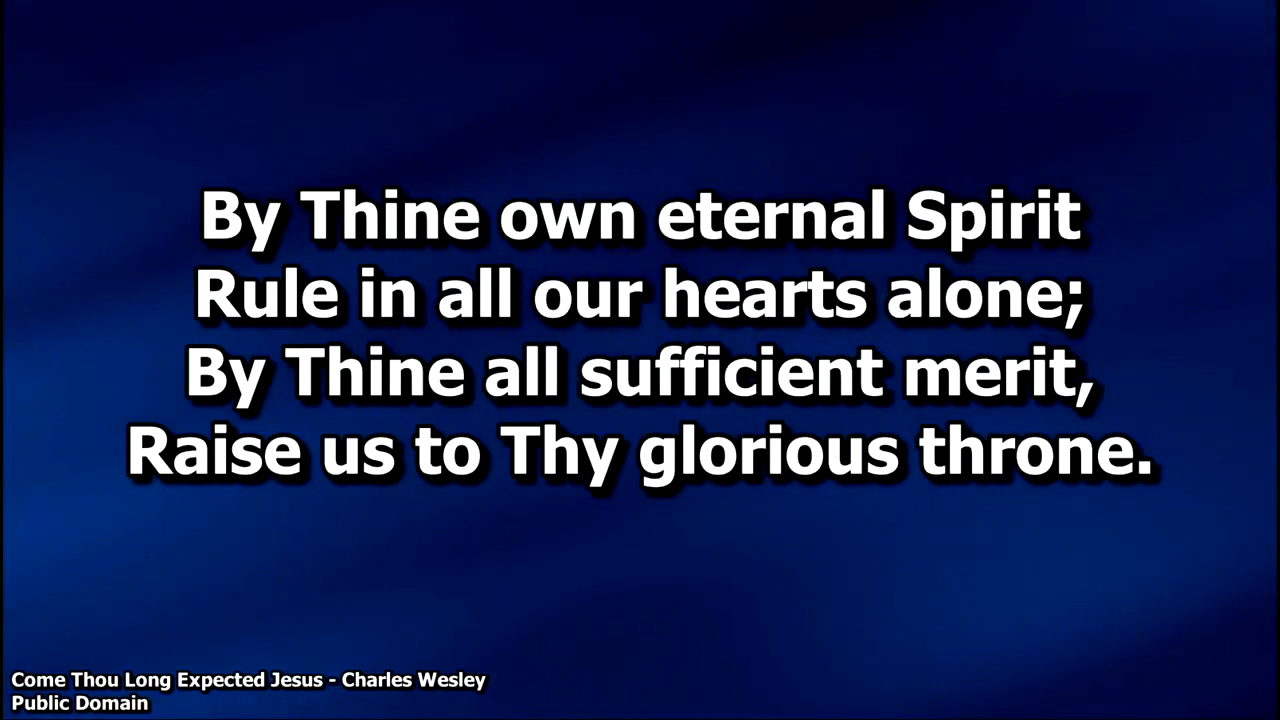 By Thine own eternal Spirit
Rule in all our hearts alone;
By Thine all sufficient merit,
Raise us to Thy glorious throne.
Come Thou Long Expected Jesus - Charles Wesley
Public Domain